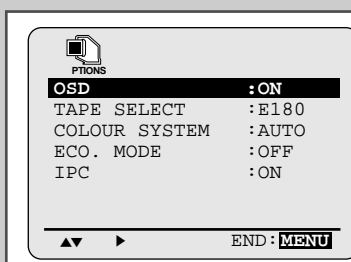 PTIONS
OSD :ON
TAPE SELECT :E180
COLOUR SYSTEM :AUTO
ECO. MODE :OFF
IPC :ON
▲▼ ► END:MENU